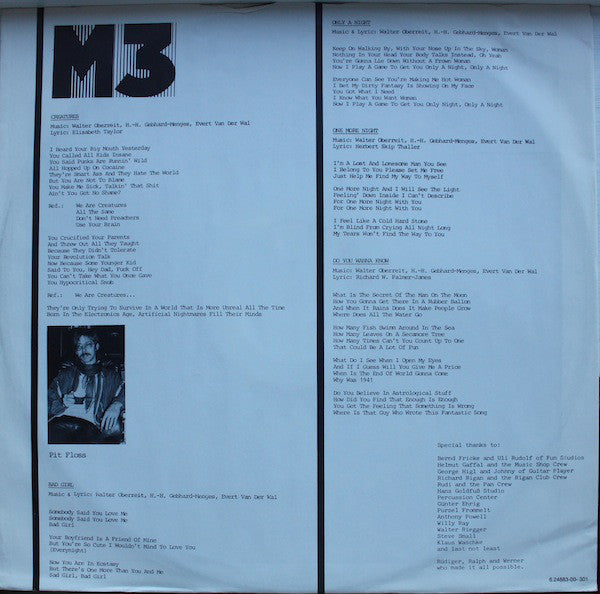 M3
CREATURES
Music: Walter Oberreit, H.-H. Gebhard-Menges, Evert Van Der Wal
Lyric: Elizabeth Taylor
I Heard Your Big Mouth Yesterday
You Called All Kids Insane
You Said Punks Are Runnin' Wild
All Hopped Up On Cocaine
They're Smart Ass And They Hate The World
But You Are Not To Blame
You Make Me Sick, Talkin' That Shit
Ain't You Got No Shame?
Ref.: We Are Creatures
All The Same
Don't Need Preachers
Use Your Brain
You Crucified Your Parents
And Threw Out All They Taught
Because They Didn't Tolerate
Your Revolution Talk
Now Because Some Younger Kid
Said To You, Hey Dad, Fuck Off
You Can't Take What You Once Gave
You Hypocritical Snob
Ref.: We Are Creatures...
They're Only Trying To Survive In A World That Is More Unreal All The Time
Born In The Electronics Age, Artificial Nightmares Fill Their Minds
Pit Floss
BAD GIRL
Music & Lyric: Walter Oberreit, H.-H. Gebhard-Menges, Evert Van Der Wal
Somebody Said You Love Me
Somebody Said You Love Me
Bad Girl
Your Boyfriend Is A Friend Of Mine
But You're So Cute I Wouldn't Mind To Love You
(Everynight)
Now You Are In Ecstasy
But There's One More Than You And Me
Bad Girl, Bad Girl
ONLY A NIGHT
Music & Lyric: Walter Oberreit, H.-H. Gebhard-Menges, Evert Van Der Wal
Keep On Walking By, With Your Nose Up In The Sky, Woman
Nothing In Your Head Your Body Talks Instead, Oh Yeah
You're Gonna Lie Down Without A Frown Woman
Now I Play A Game To Get You Only A Night, Only A Night
Everyone Can See You're Making Me Hot Woman
I Bet My Dirty Fantasy Is Showing On My Face
You Got What I Need
I Know What You Want Woman
Now I Play A Game To Get You Only Night, Only A Night
ONE MORE NIGHT
Music: Walter Oberreit, H.-H. Gebhard-Menges, Evert Van Der Wal
Lyric: Herbert Skip Thaller
I'm A Lost And Lonesome Man You See
I Belong To You Please Set Me Free
Just Help Me Find My Way To Myself
One More Night And I Will See The Light
Feeling' Down Inside I Can't Describe
For One More Night With You
For One More Night With You
I Feel Like A Cold Hard Stone
I'm Blind From Crying All Night Long
My Tears Won't Find The Way To You
DO YOU WANNA KNOW
Music: Walter Oberreit, H.-H. Gebhard-Menges, Evert Van Der Wal
Lyric: Richard W. Palmer-James
What Is The Secret Of The Man On The Moon
How You Gonna Get There In A Rubber Ballon
And When It Rains Does It Make People Grow
Where Does All The Water Go
How Many Fish Swims Around In The Sea
How Many Leaves On A Secamore Tree
How Many Times Can't You Count Up To One
That Could Be A Lot Of Fun
What Do I See When I Open My Eyes
And If I Guess Will You Give Me A Price
When Is The End Of World Gonna Come
Why Was 1941
Do You Believe In Astrological Stuff
How Did You Find That Enough Is Enough
You Got The Feeling That Something Is Wrong
Where Is That Guy Who Wrote This Fantastic Song
Special thanks to:
Bernd Fricke and Uli Rudolf of Fun Studios
Helmut Gaffal and the Music Shop Crew
George Higl and Johnny of Guitar Player
Richard Rigan and the Rigan Club Crew
Rudi and the Pam Crew
Hans Goldfuß Studio
Percussion Center
Günter Ehrig
Purzel Frommelt
Anthony Powell
Willy Ray
Walter Riegger
Steve Small
Klaus Wanscher
and last not least
Rüdiger, Ralph and Werner
who made it all possible.
6.24883-00-301